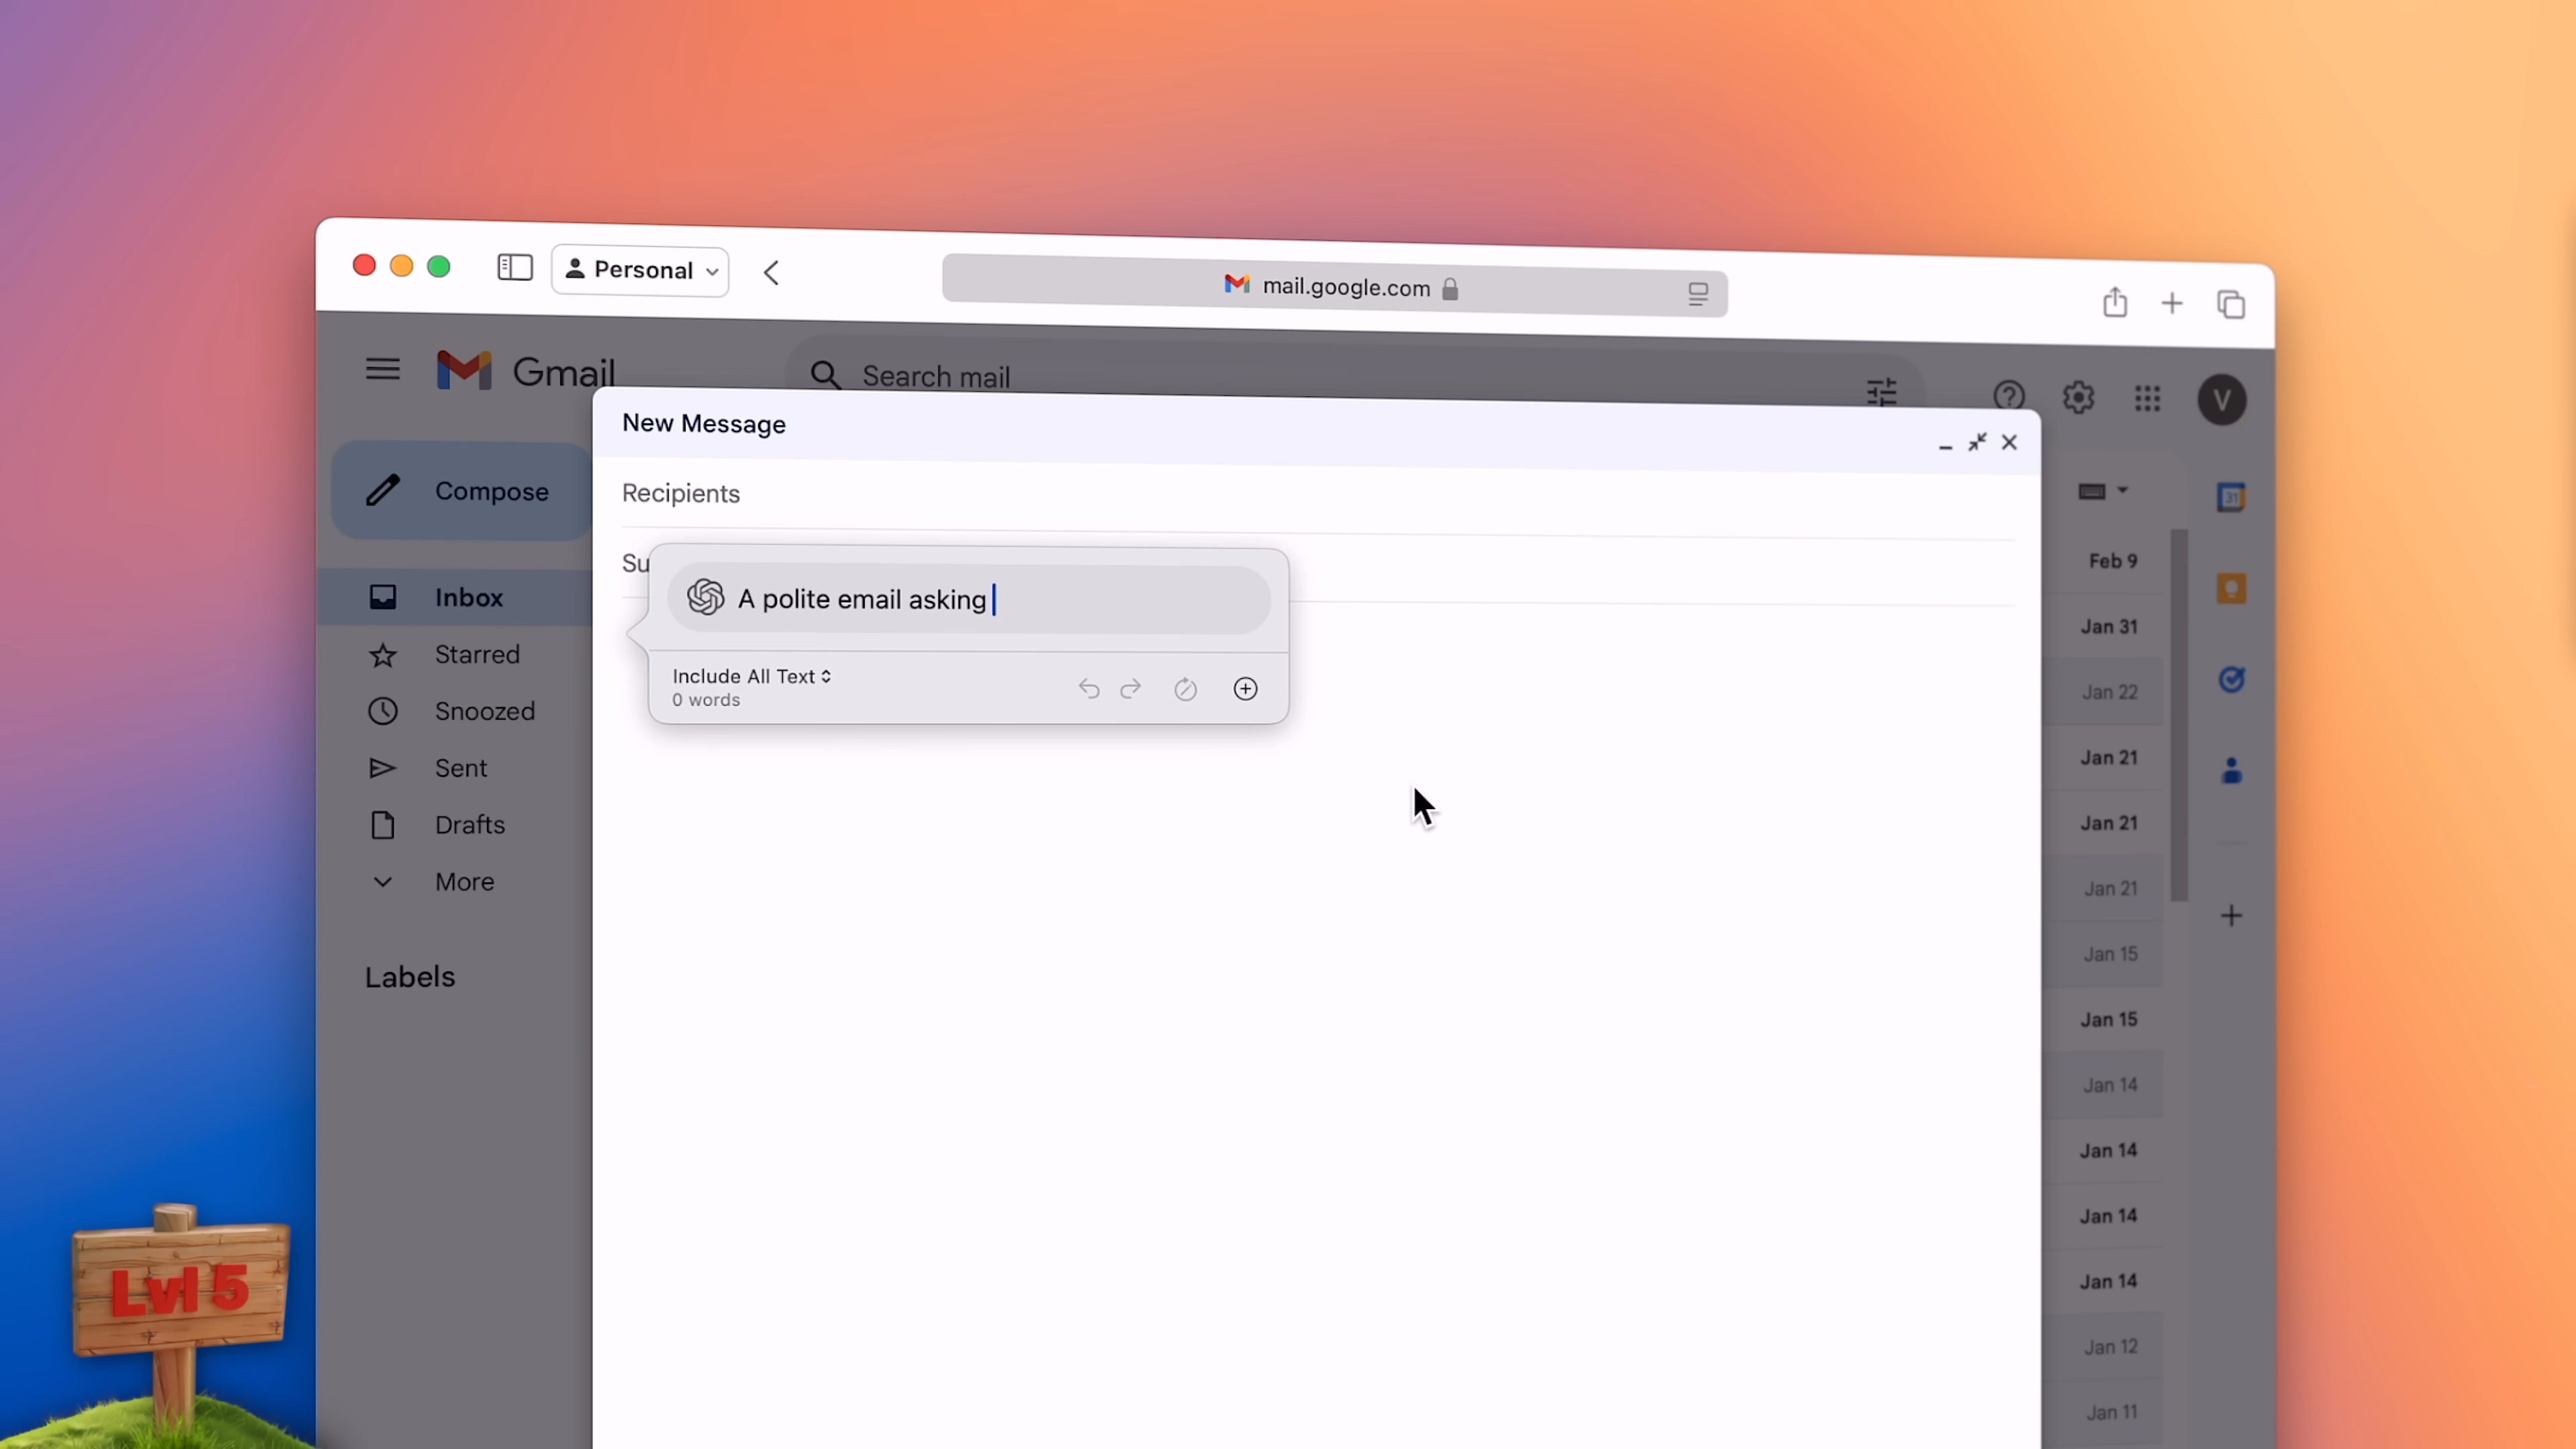 Personal
mail.google.com
Gmail
Search mail
V
New Message
Compose
Recipients
31
Su
A polite email asking
Feb 9
Inbox
Jan 31
Starred
Include All Text
0 words
Jan 22
Snoozed
Jan 21
Sent
Jan 21
Drafts
Jan 21
More
Jan 15
Labels
Jan 15
Jan 14
Jan 14
Jan 14
Jan 14
Lvl 5
Jan 12
Jan 11